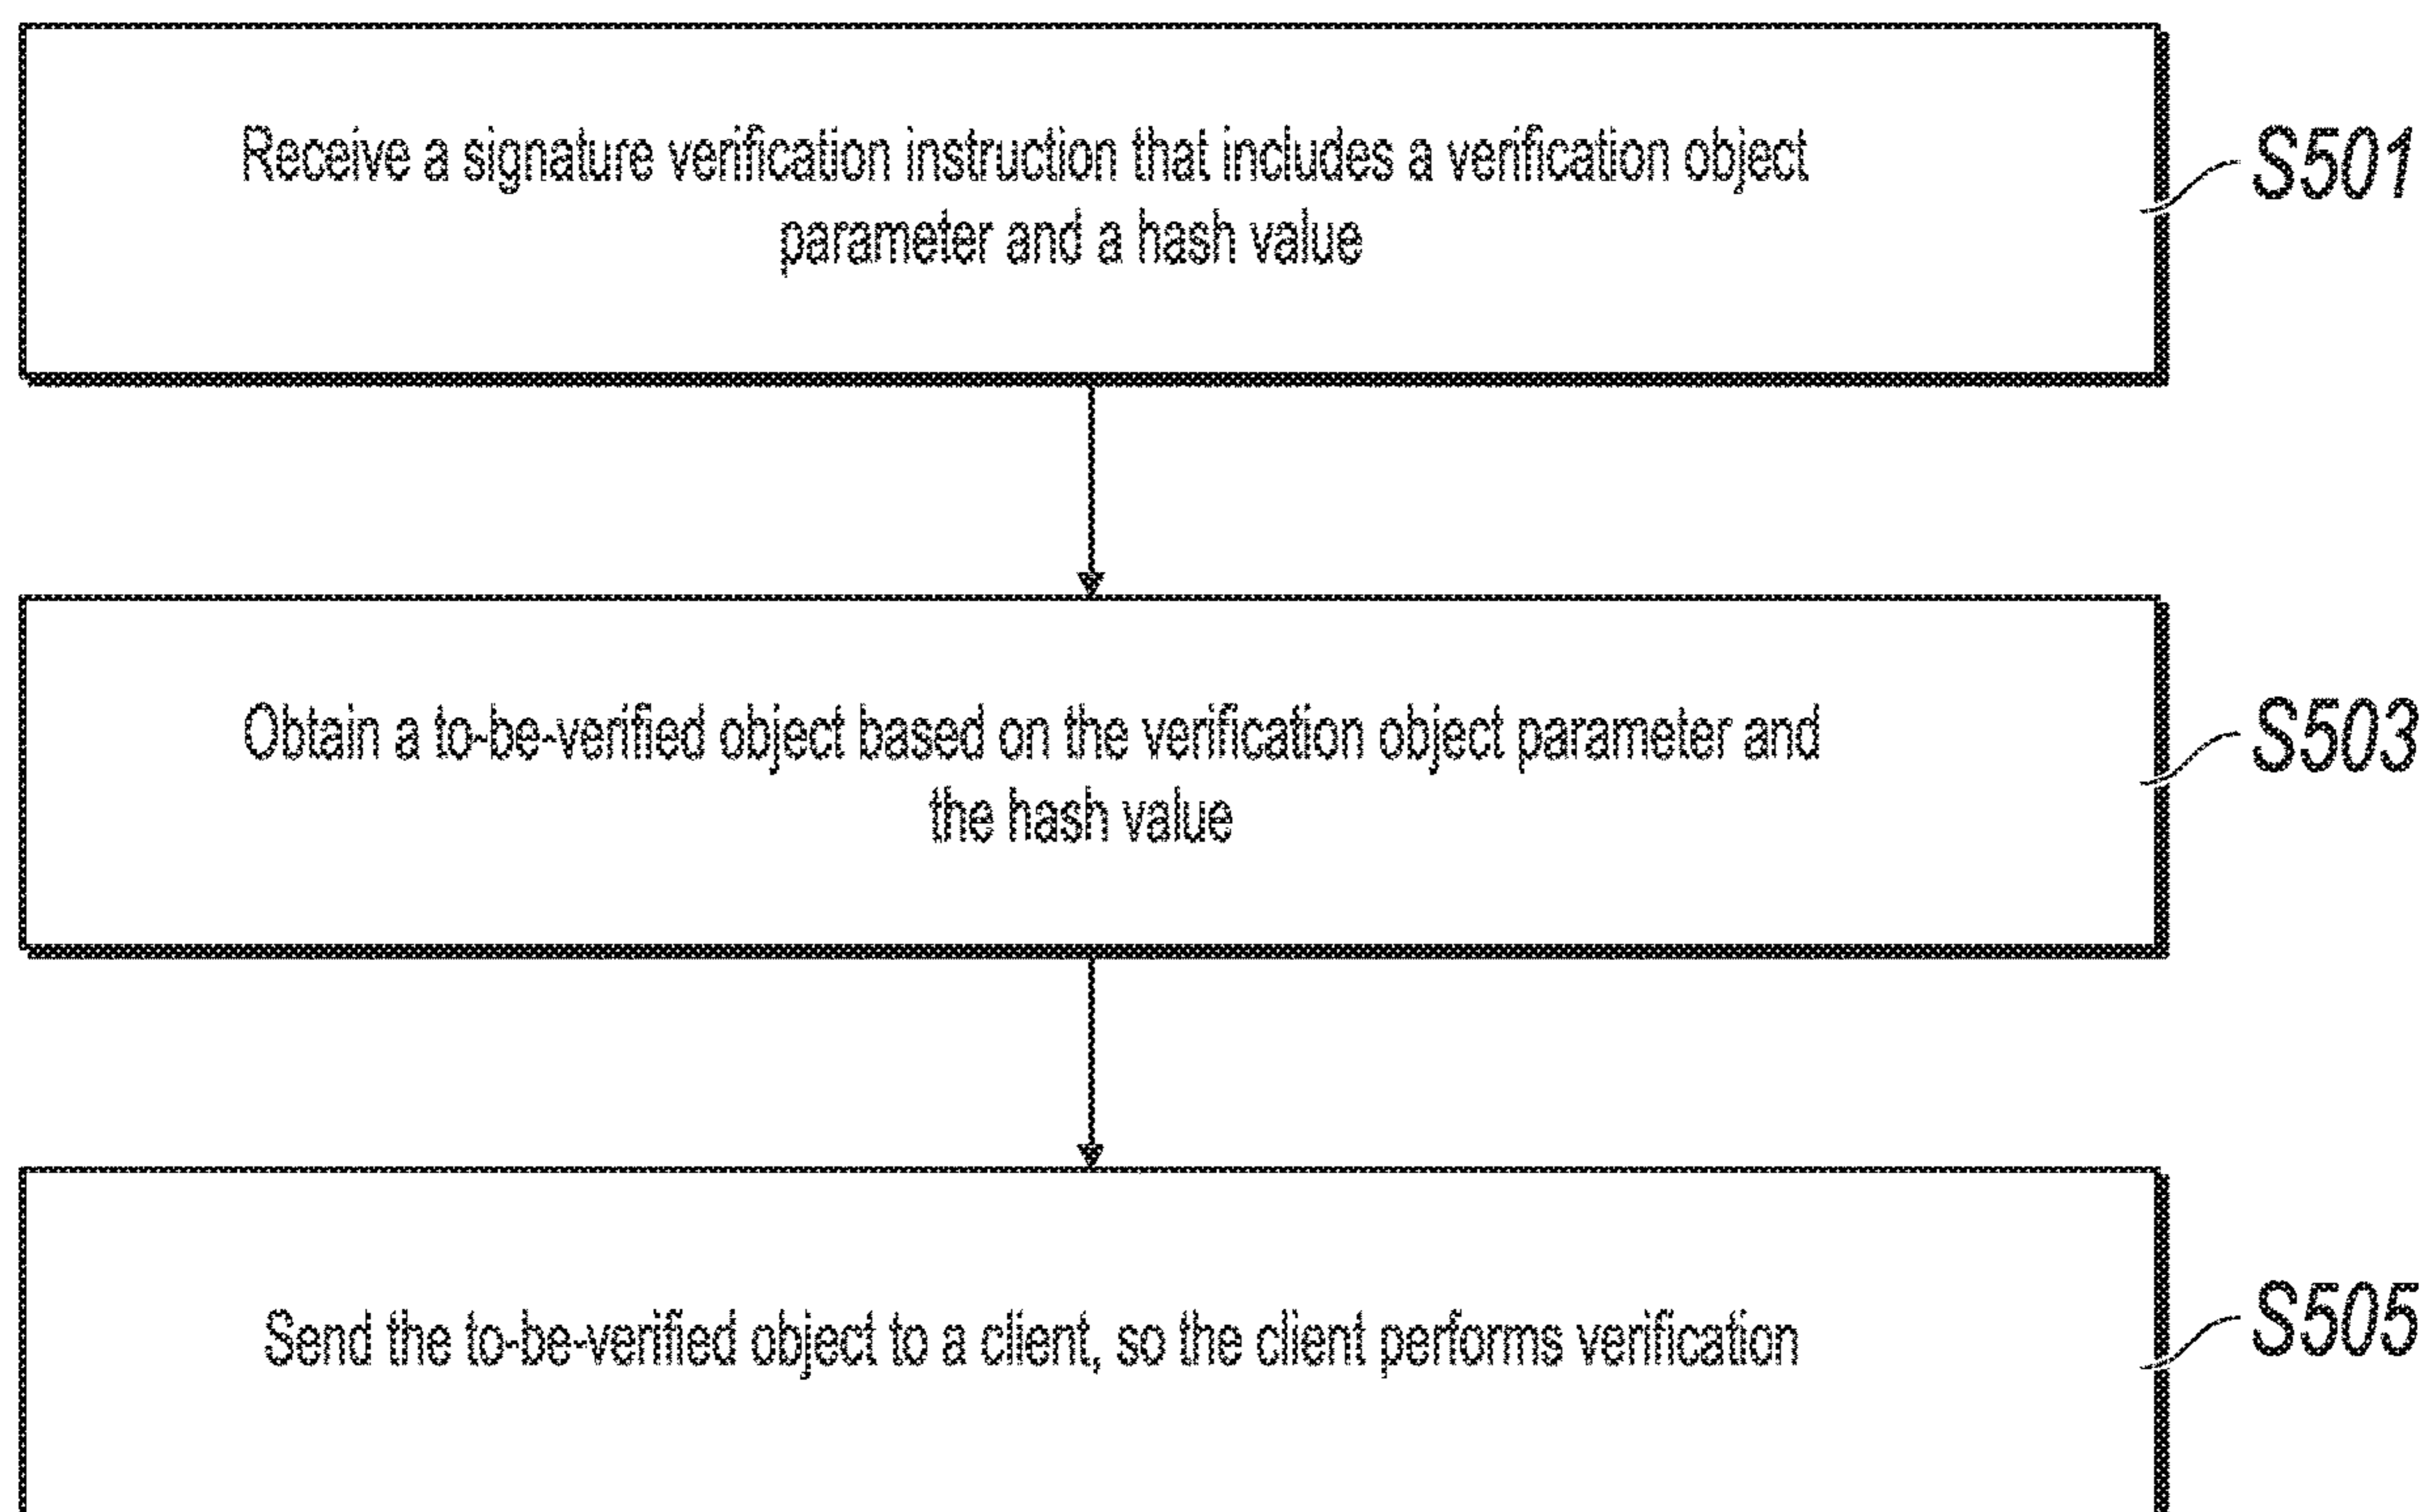 Receive a signature verification instruction that includes a verification object
parameter and a hash value
S501
Obtain a to-be-verified object based on the verification object parameter and
the hash value
S503
Send the to-be-verified object to a client, so the client performs verification
S505